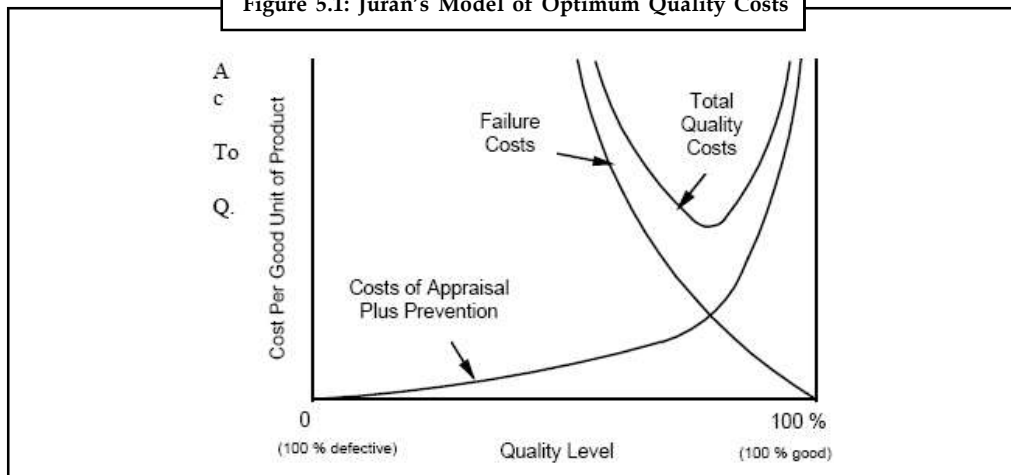 Figure 5.1: Juran's Model of Optimum Quality Costs
A
c
To
Q.
Cost Per Good Unit of Product
Failure
Costs
Total
Quality
Costs
Costs of Appraisal
Plus Prevention
0
100 %
(100 % defective)
Quality Level
(100 % good)